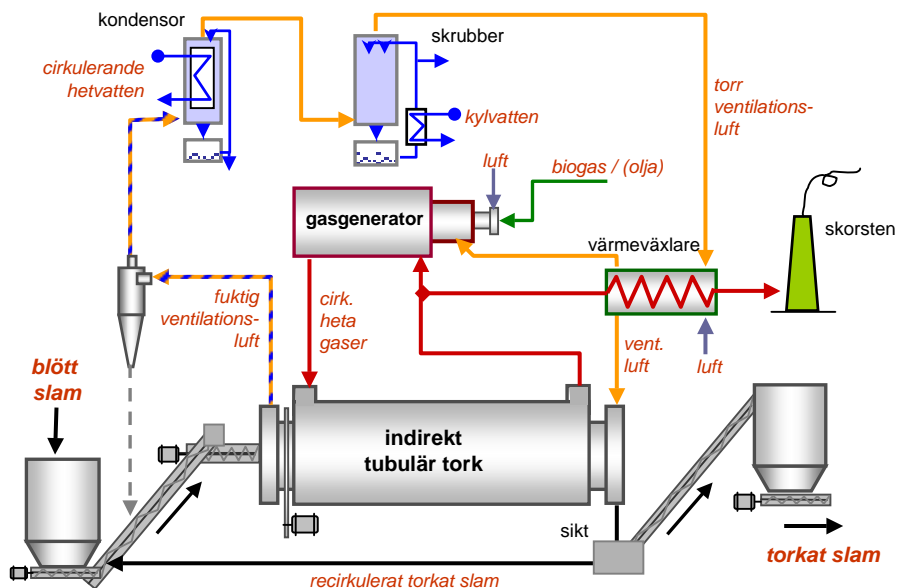 kondensor
skrubber
cirkulerande
hetvatten
kylvatten
torr
ventilations-
luft
luft
biogas / (olja)
gasgenerator
värmeväxlare
skorsten
fuktig
ventilations-
luft
cirk.
heta
gaser
vent.
luft
luft
blött
slam
indirekt
tubulär tork
sikt
torkat slam
recirkulerat torkat slam